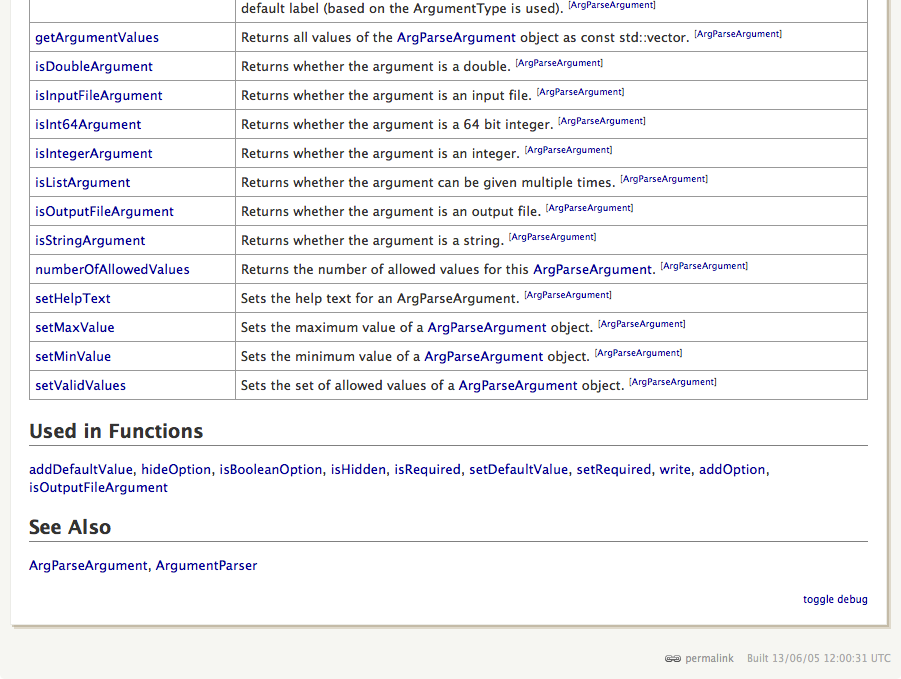 default label (based on the ArgumentType is used). [ArgParseArgument]
getArgumentValues Returns all values of the ArgParseArgument object as const std::vector. [ArgParseArgument]
isDoubleArgument Returns whether the argument is a double. [ArgParseArgument]
isInputFileArgument Returns whether the argument is an input file. [ArgParseArgument]
isInt64Argument Returns whether the argument is a 64 bit integer. [ArgParseArgument]
isIntegerArgument Returns whether the argument is an integer. [ArgParseArgument]
isListArgument Returns whether the argument can be given multiple times. [ArgParseArgument]
isOutputFileArgument Returns whether the argument is an output file. [ArgParseArgument]
isStringArgument Returns whether the argument is a string. [ArgParseArgument]
numberOfAllowedValues Returns the number of allowed values for this ArgParseArgument. [ArgParseArgument]
setHelpText Sets the help text for an ArgParseArgument. [ArgParseArgument]
setMaxValue Sets the maximum value of a ArgParseArgument object. [ArgParseArgument]
setMinValue Sets the minimum value of a ArgParseArgument object. [ArgParseArgument]
setValidValues Sets the set of allowed values of a ArgParseArgument object. [ArgParseArgument]
Used in Functions
addDefaultValue, hideOption, isBooleanOption, isHidden, isRequired, setDefaultValue, setRequired, write, addOption,
isOutputFileArgument
See Also
ArgParseArgument, ArgumentParser
toggle debug
permalink Built 13/06/05 12:00:31 UTC